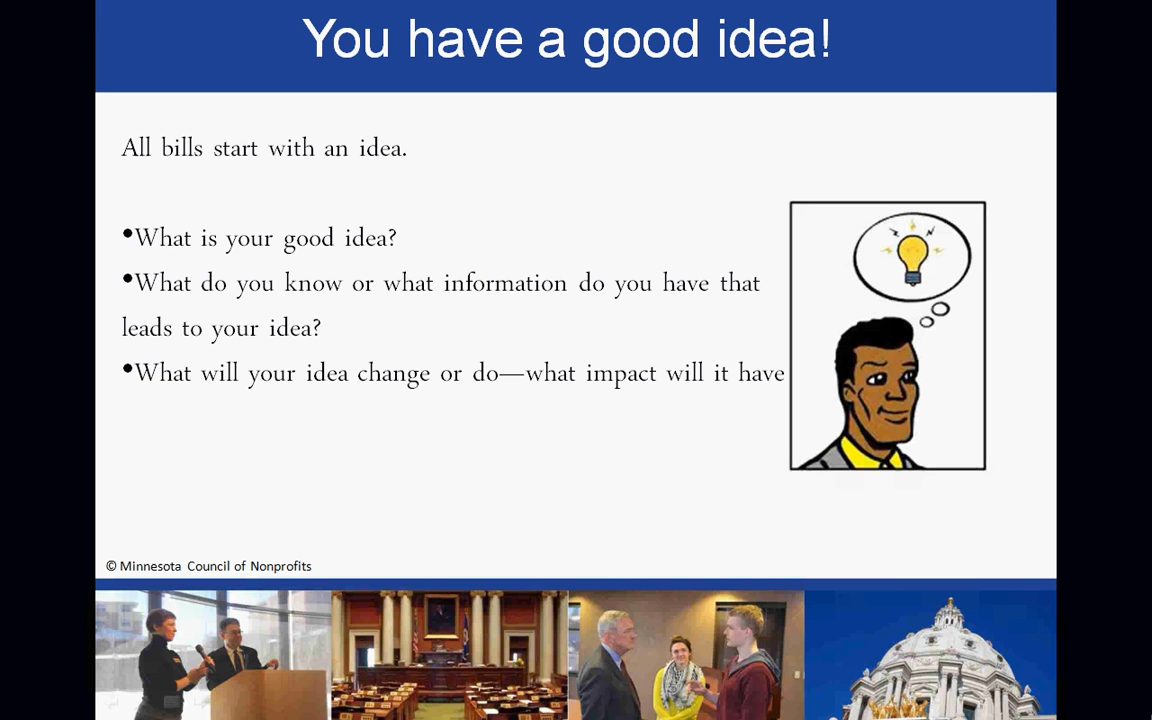 You have a good idea!
All bills start with an idea.
•What is your good idea?
•What do you know or what information do you have that
leads to your idea?
•What will your idea change or do—what impact will it have
© Minnesota Council of Nonprofits